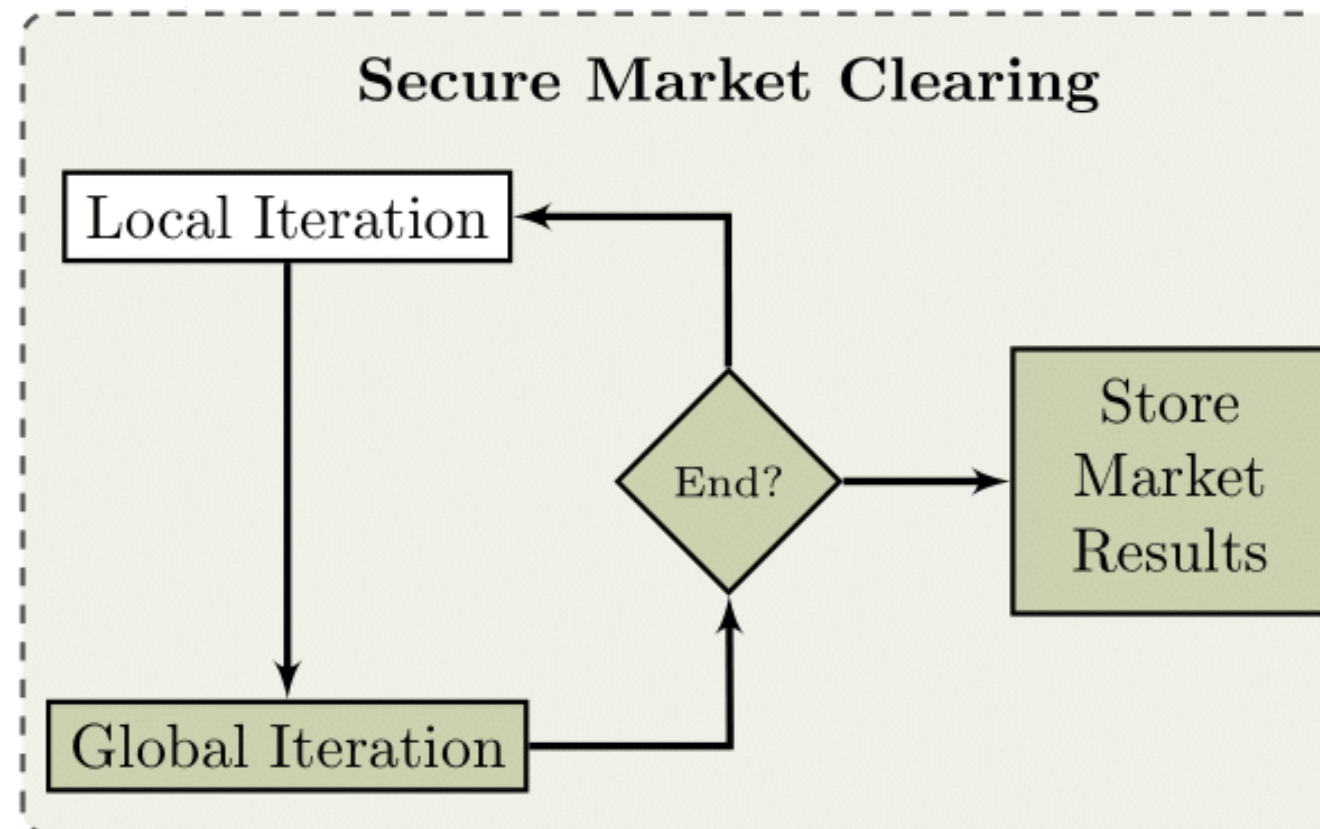 Secure Market Clearing
Local Iteration
End?
Store
Market
Results
Global Iteration